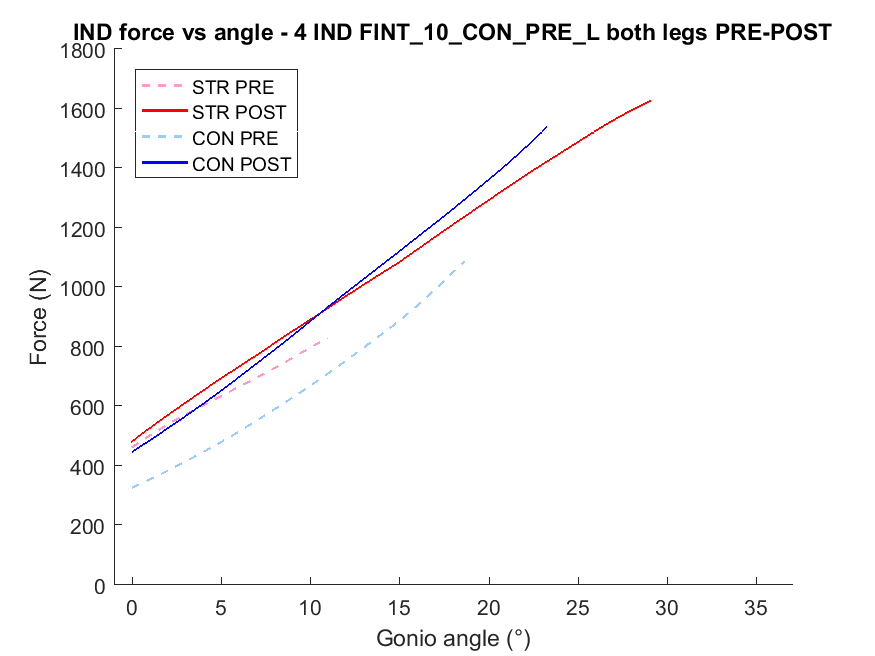 IND force vs angle - 4 IND FINT_10_CON_PRE_L both legs PRE-POST
1800
1600
1400
1200
1000
800
600
400
200
0
Force (N)
STR PRE
STR POST
CON PRE
CON POST
0 5 10 15 20 25 30 35
Gonio angle (°)